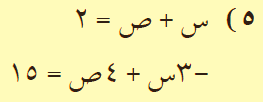 ٥) س + ص = ٢
-٣س + ٤ص = ١٥